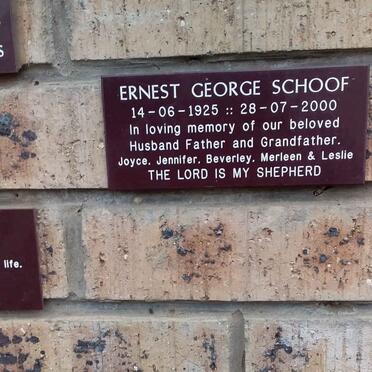 S
ERNEST GEORGE SCHOOF
14-06-1925 :: 28-07-2000
In loving memory of our beloved
Husband Father and Grandfather.
Joyce, Jennifer, Beverley, Merleen & Leslie
THE LORD IS MY SHEPHERD
life.